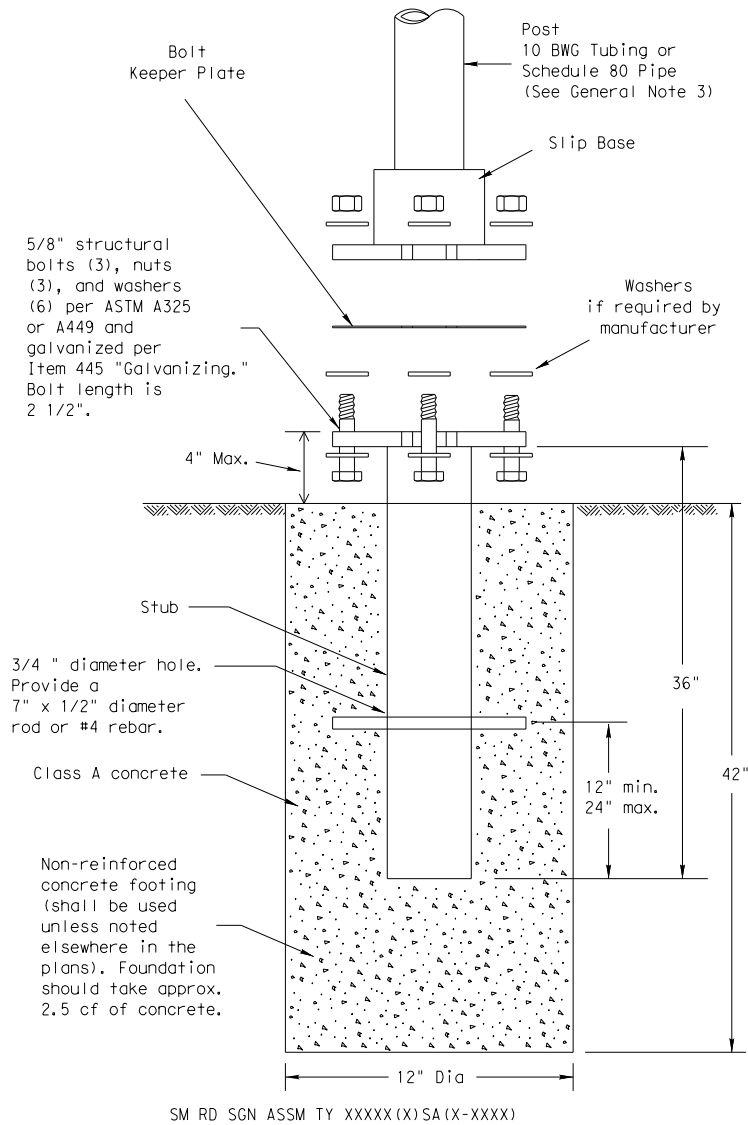 Post
10 BWG Tubing or
Schedule 80 Pipe
(See General Note 3)
Bolt
Keeper Plate
Slip Base
5/8" structural
bolts (3), nuts
(3), and washers
(6) per ASTM A325
or A449 and
galvanized per
Item 445 "Galvanizing."
Bolt length is
2 1/2".
Washers
if required by
manufacturer
4" Max.
Stub
3/4 " diameter hole.
Provide a
7" x 1/2" diameter
rod or #4 rebar.
36"
Class A concrete
12" min.
24" max.
42"
Non-reinforced
concrete footing
(shall be used
unless noted
elsewhere in the
plans). Foundation
should take approx.
2.5 cf of concrete.
12" Dia
SM RD SGN ASSM TY XXXXX(X)SA(X-XXXX)